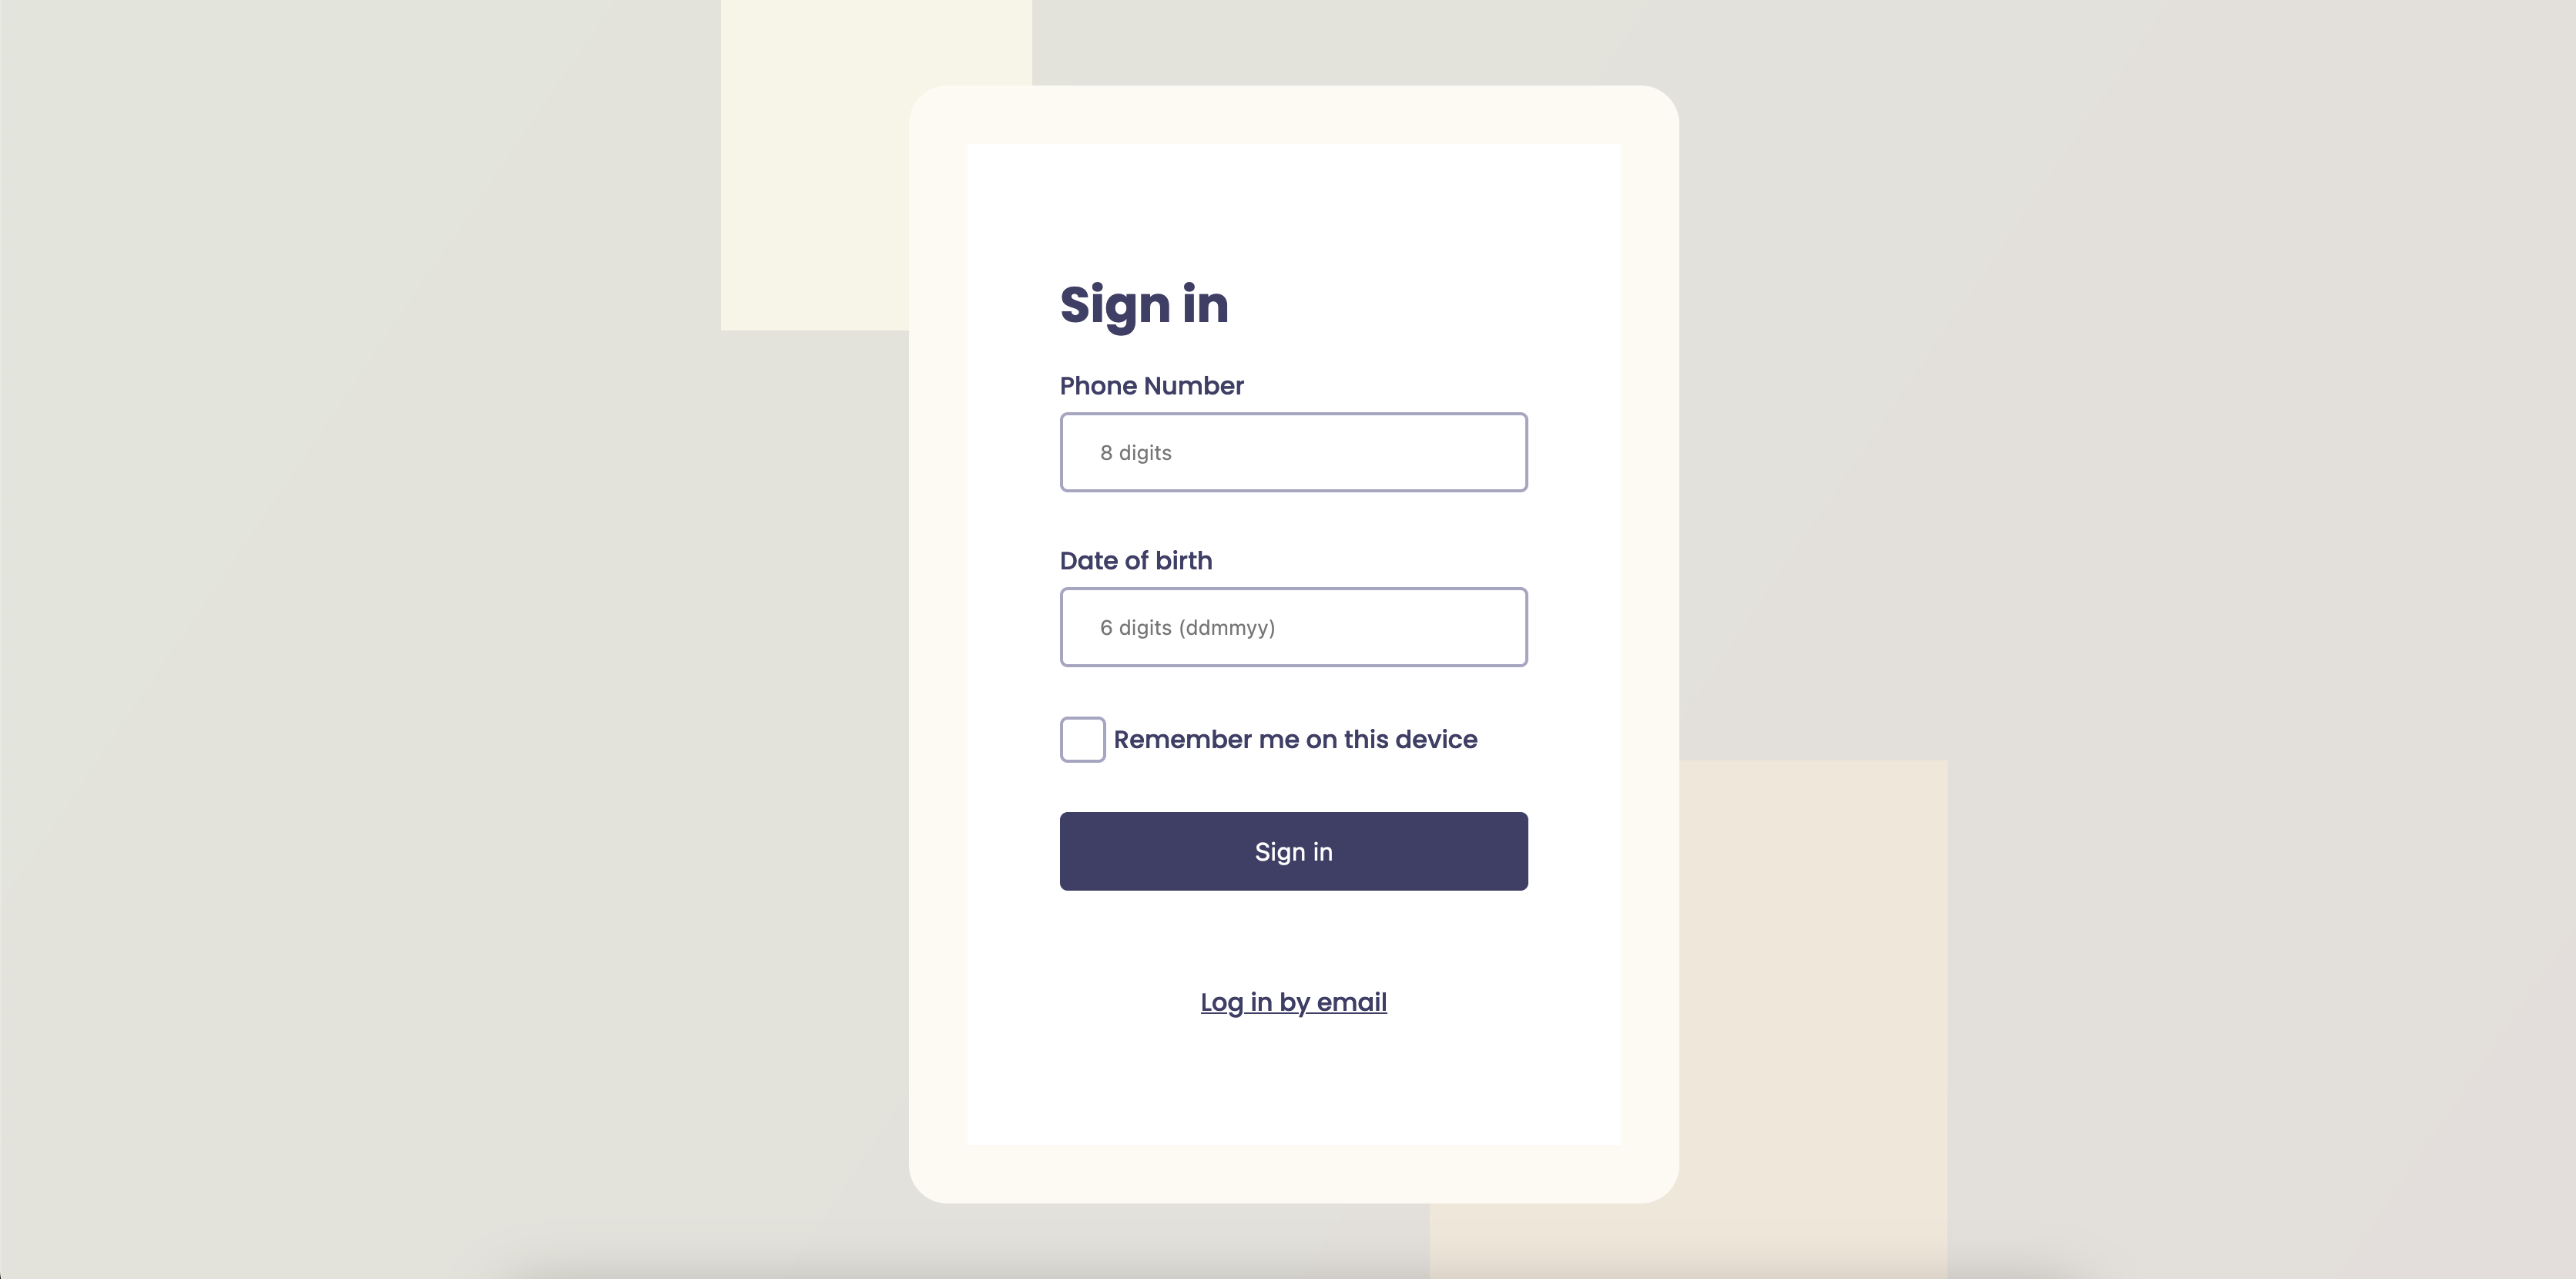 Sign in
Phone Number
8 digits
Date of birth
6 digits (ddmmyy)
Remember me on this device
Sign in
Log in by email